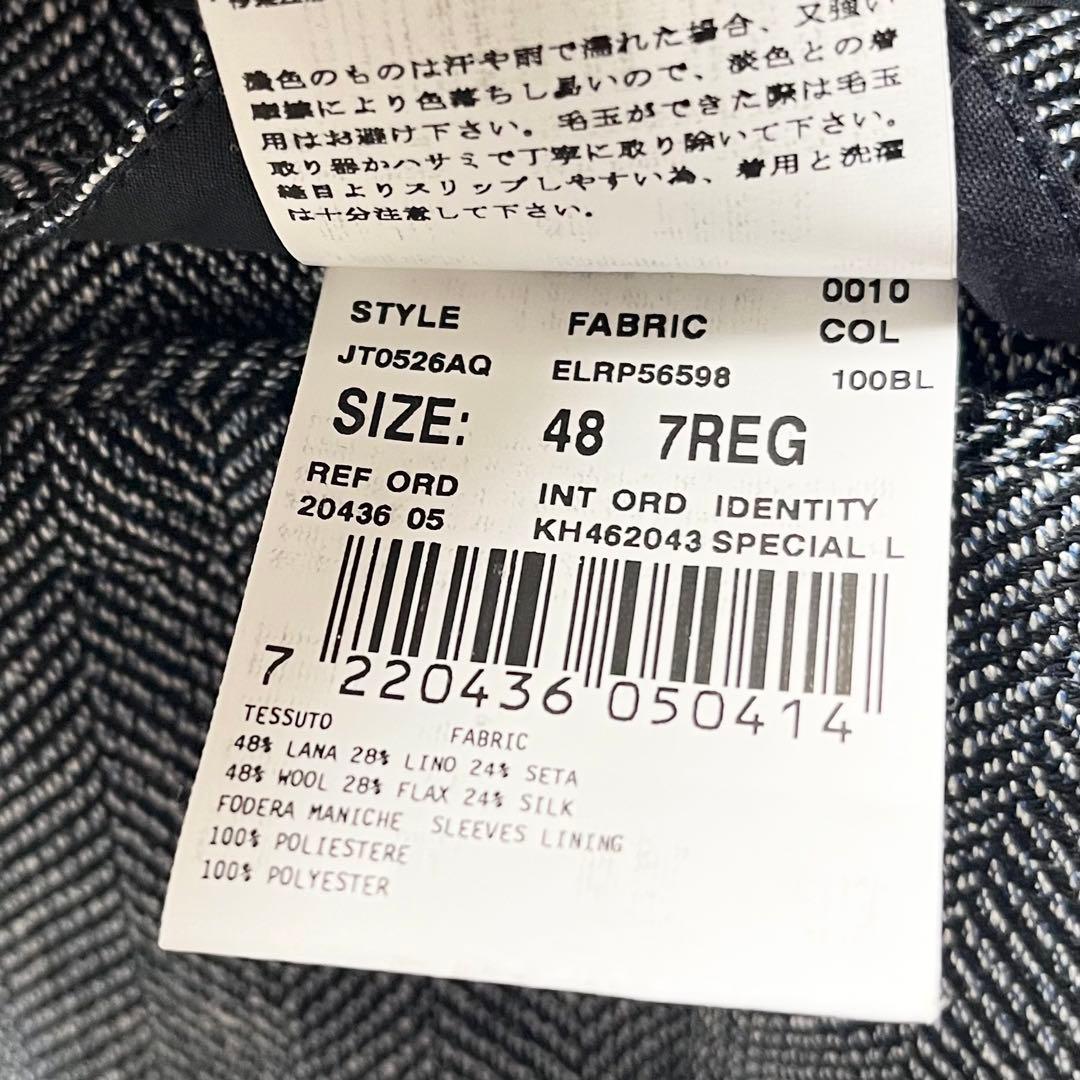 濃色のものは汗や雨で濡れた場合、又強い
摩擦により色落ちし易いので、淡色との着
用はお避け下さい。毛玉ができた際は毛玉
取り器かハサミで丁寧に取り除いて下さい。
縫目よりスリップしやすい為、着用と洗濯
は十分注意して下さい。
0010
STYLE FABRIC COL
JT0526AQ ELRP56598 100BL
SIZE: 48 7REG
REF ORD INT ORD IDENTITY
20436 05 KH462043 SPECIAL L
7 220436 050414
TESSUTO FABRIC
48% LANA 28% LINO 24% SETA
48% WOOL 28% FLAX 24% SILK
FODERA MANICHE SLEEVES LINING
100% POLIESTERE
100% POLYESTER